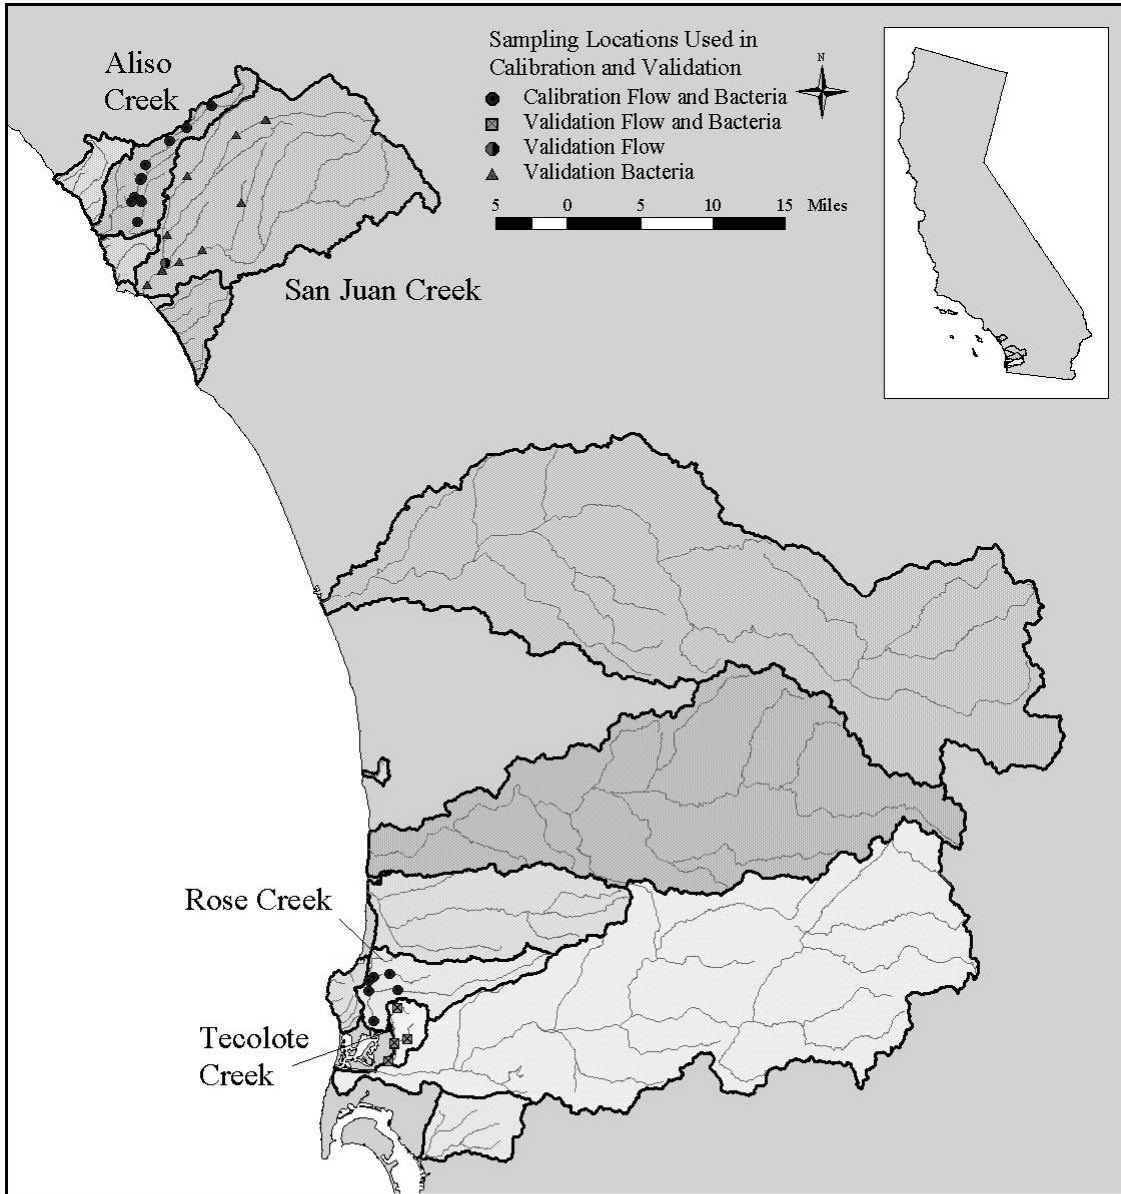 Aliso
Creek
Sampling Locations Used in
Calibration and Validation
N
Calibration Flow and Bacteria
Validation Flow and Bacteria
Validation Flow
Validation Bacteria
5 0 5 10 15 Miles
San Juan Creek
Rose Creek
Tecolote
Creek